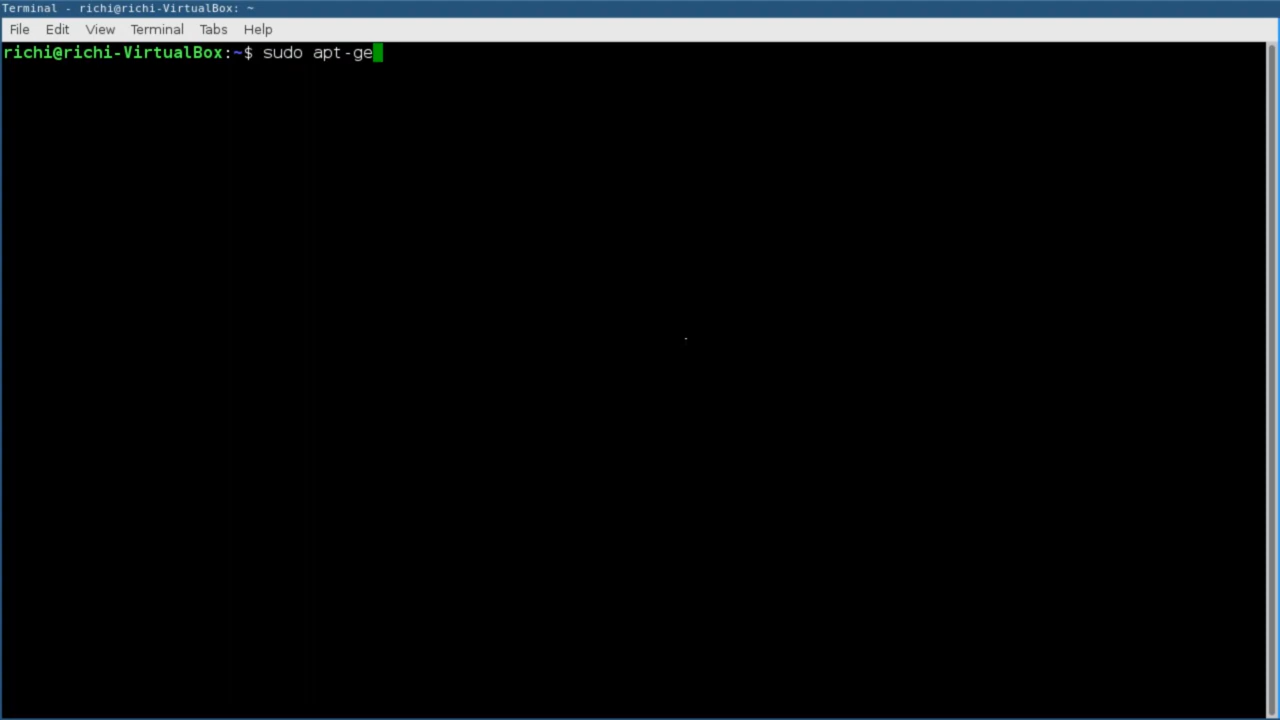 Terminal - richi@richi-VirtualBox: ~
File Edit View Terminal Tabs Help
richi@richi-VirtualBox:~$ sudo apt-ge